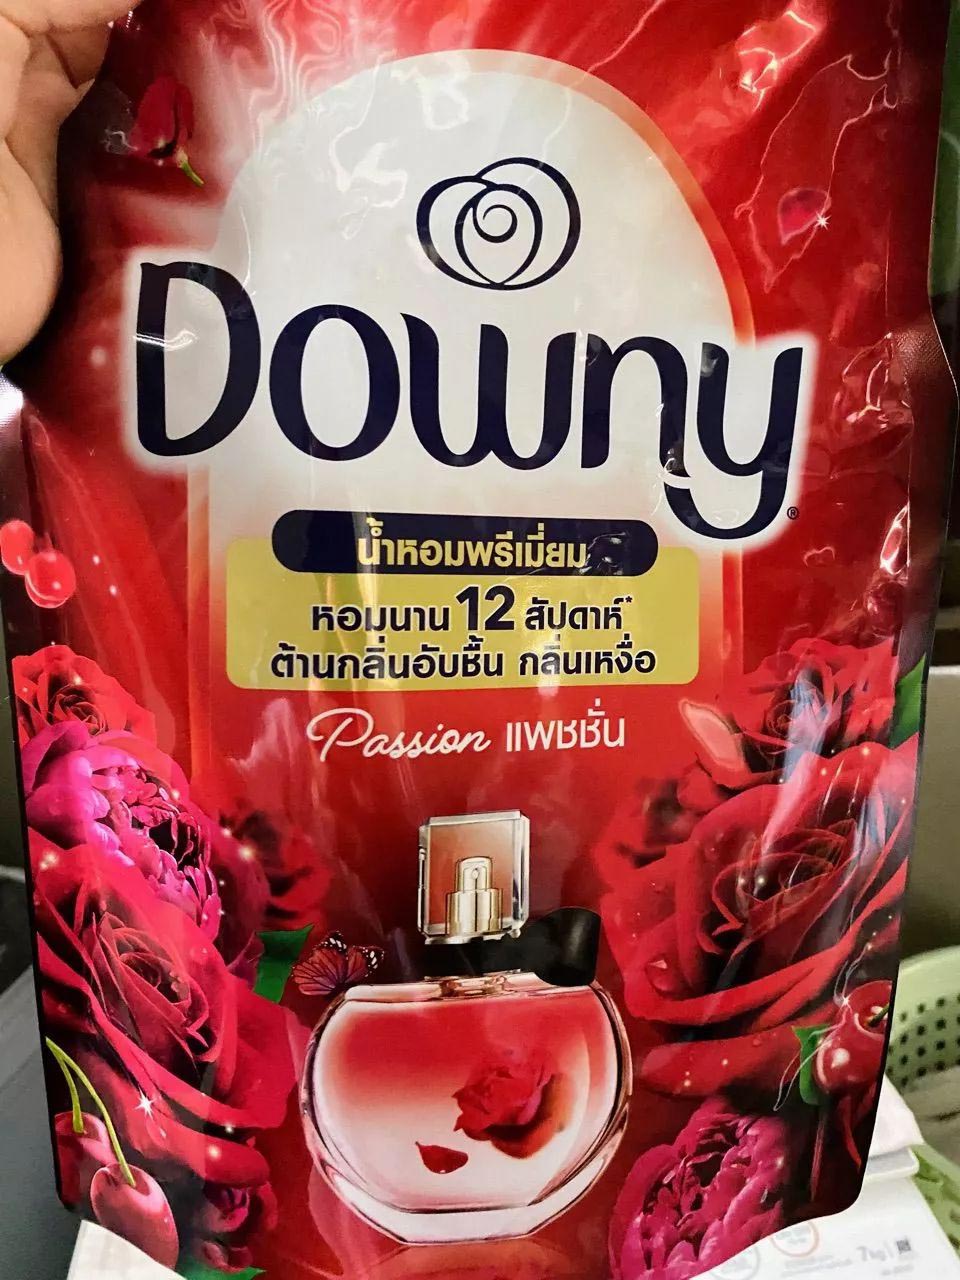 Downy®
น้ำหอมพรีเมี่ยม
หอมนาน 12 สัปดาห์*
ต้านกลิ่นอับชื้น กลิ่นเหงื่อ
Passion แพชชั่น
7kg